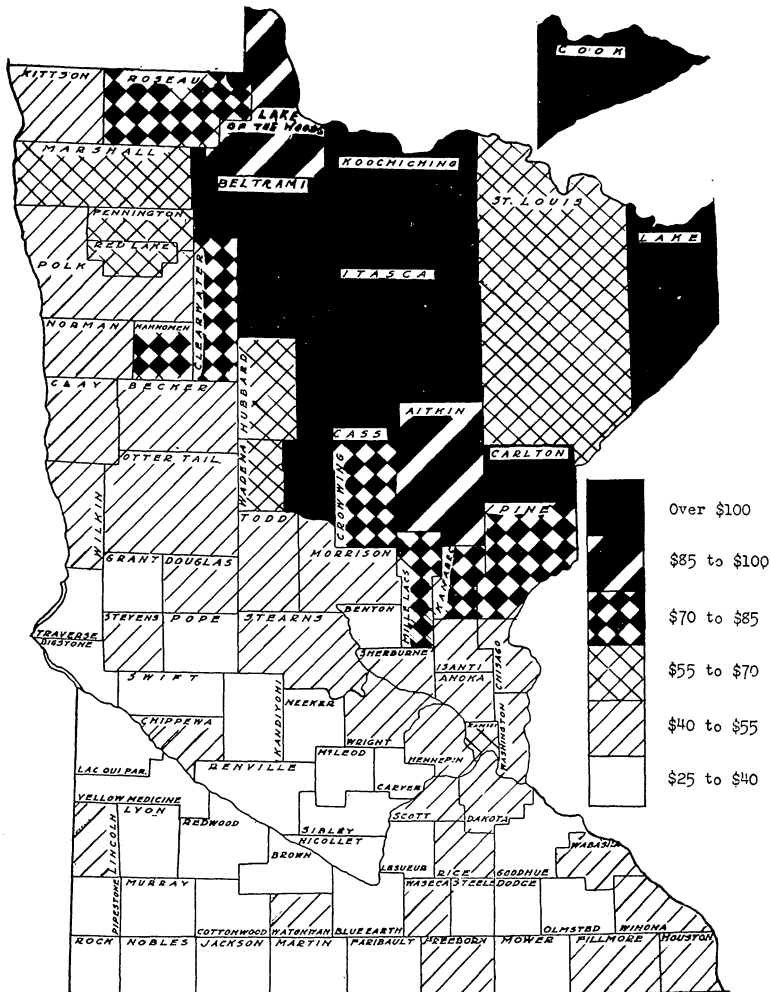 COOK
KITTSON
ROSEAU
LAKE
OF THE WOODS
MARSHALL
KOOCHICHING
BELTRAMI
ST. LOUIS
PENNINGTON
RED LAKE
LAKE
POLK
CLEARWATER
ITASCA
NORMAN
MAHNOMEN
CLAY
BECKER
HUBBARD
AITKIN
CASS
OTTER TAIL
WADENA
CROW WING
CARLTON
WILKIN
TODD
PINE
Over $100
GRANT
DOUGLAS
MORRISON
KANABEC
$85 to $100
MILLE LACS
STEVENS
POPE
STEARNS
BENTON
$70 to $85
TRAVERSE
BIGSTONE
SHERBURNE
ISANTI
CHISAGO
$55 to $70
SWIFT
KANDIYOHI
MEEKER
ANOKA
CHIPPEWA
WRIGHT
RAMSEY
WASHINGTON
$40 to $55
LAC QUI PAR.
RENVILLE
McLEOD
HENNEPIN
CARVER
$25 to $40
YELLOW MEDICINE
LINCOLN
LYON
REDWOOD
SIBLEY
SCOTT
DAKOTA
NICOLLET
BROWN
LESUEUR
RICE
GOODHUE
WABASHA
PIPESTONE
MURRAY
COTTONWOOD
WATONWAN
BLUE EARTH
WASECA
STEELE
DODGE
OLMSTED
WINONA
ROCK
NOBLES
JACKSON
MARTIN
FARIBAULT
FREEBORN
MOWER
FILLMORE
HOUSTON